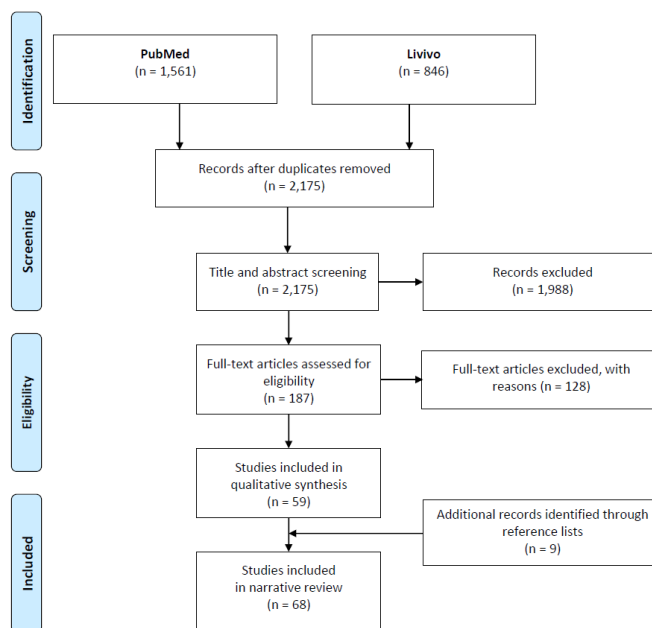 Identification
PubMed
(n = 1,561)
Livivo
(n = 846)
Records after duplicates removed
(n = 2,175)
Screening
Title and abstract screening
(n = 2,175)
Records excluded
(n = 1,988)
Eligibility
Full-text articles assessed for
eligibility
(n = 187)
Full-text articles excluded, with
reasons (n = 128)
Studies included in
qualitative synthesis
(n = 59)
Included
Additional records identified through
reference lists
(n = 9)
Studies included
in narrative review
(n = 68)